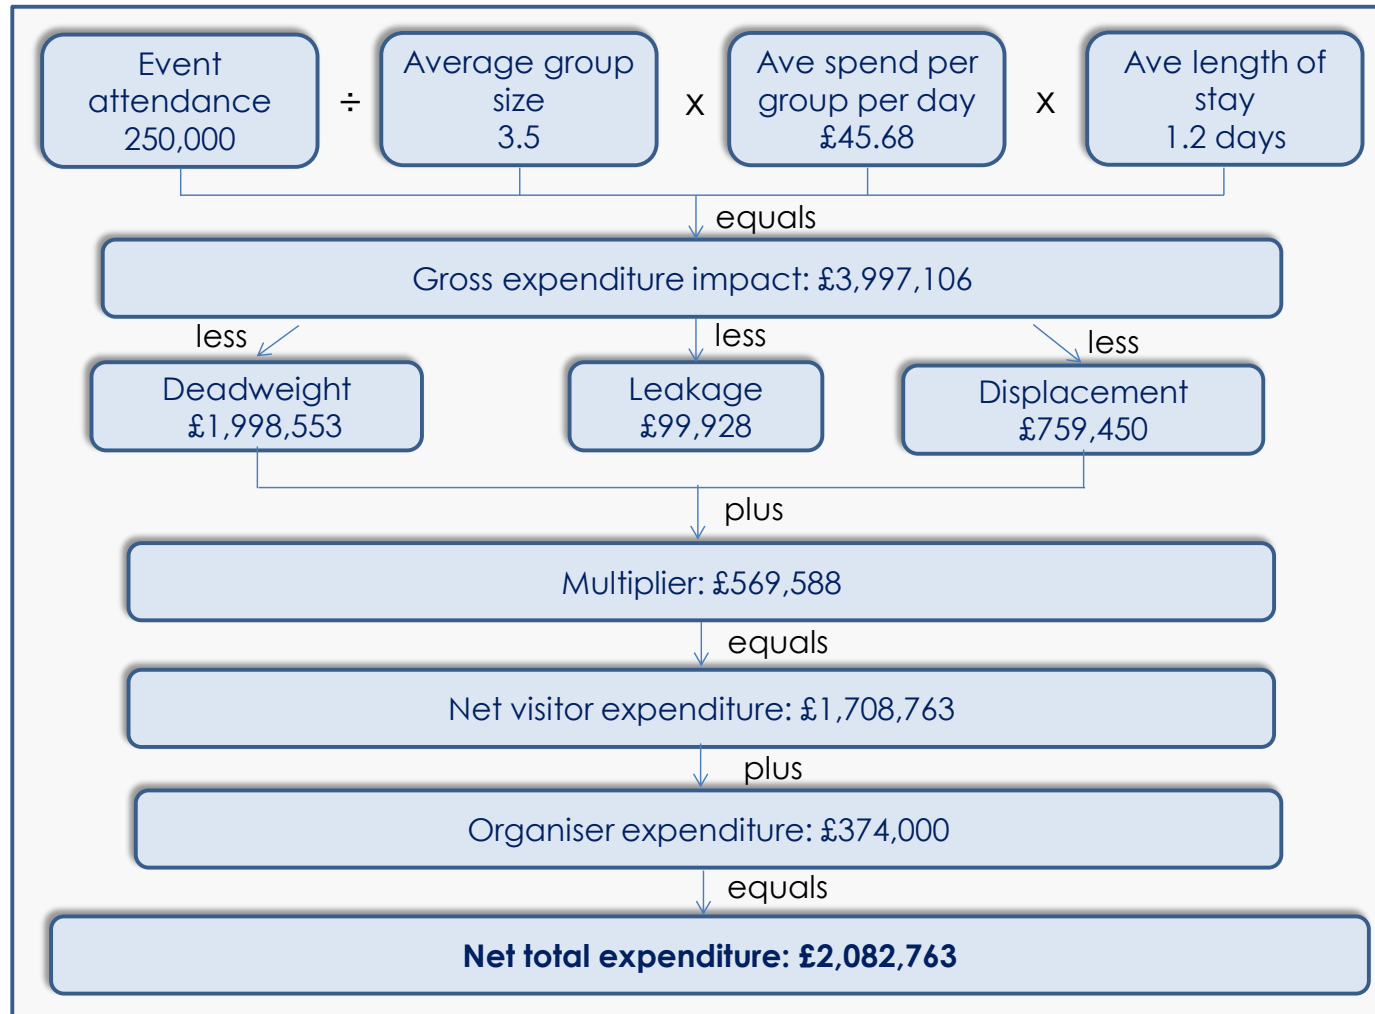 Event
attendance
250,000
÷
Average group
size
3.5
x
Ave spend per
group per day
£45.68
x
Ave length of
stay
1.2 days
equals
Gross expenditure impact: £3,997,106
less
less
less
Deadweight
£1,998,553
Leakage
£99,928
Displacement
£759,450
plus
Multiplier: £569,588
equals
Net visitor expenditure: £1,708,763
plus
Organiser expenditure: £374,000
equals
Net total expenditure: £2,082,763